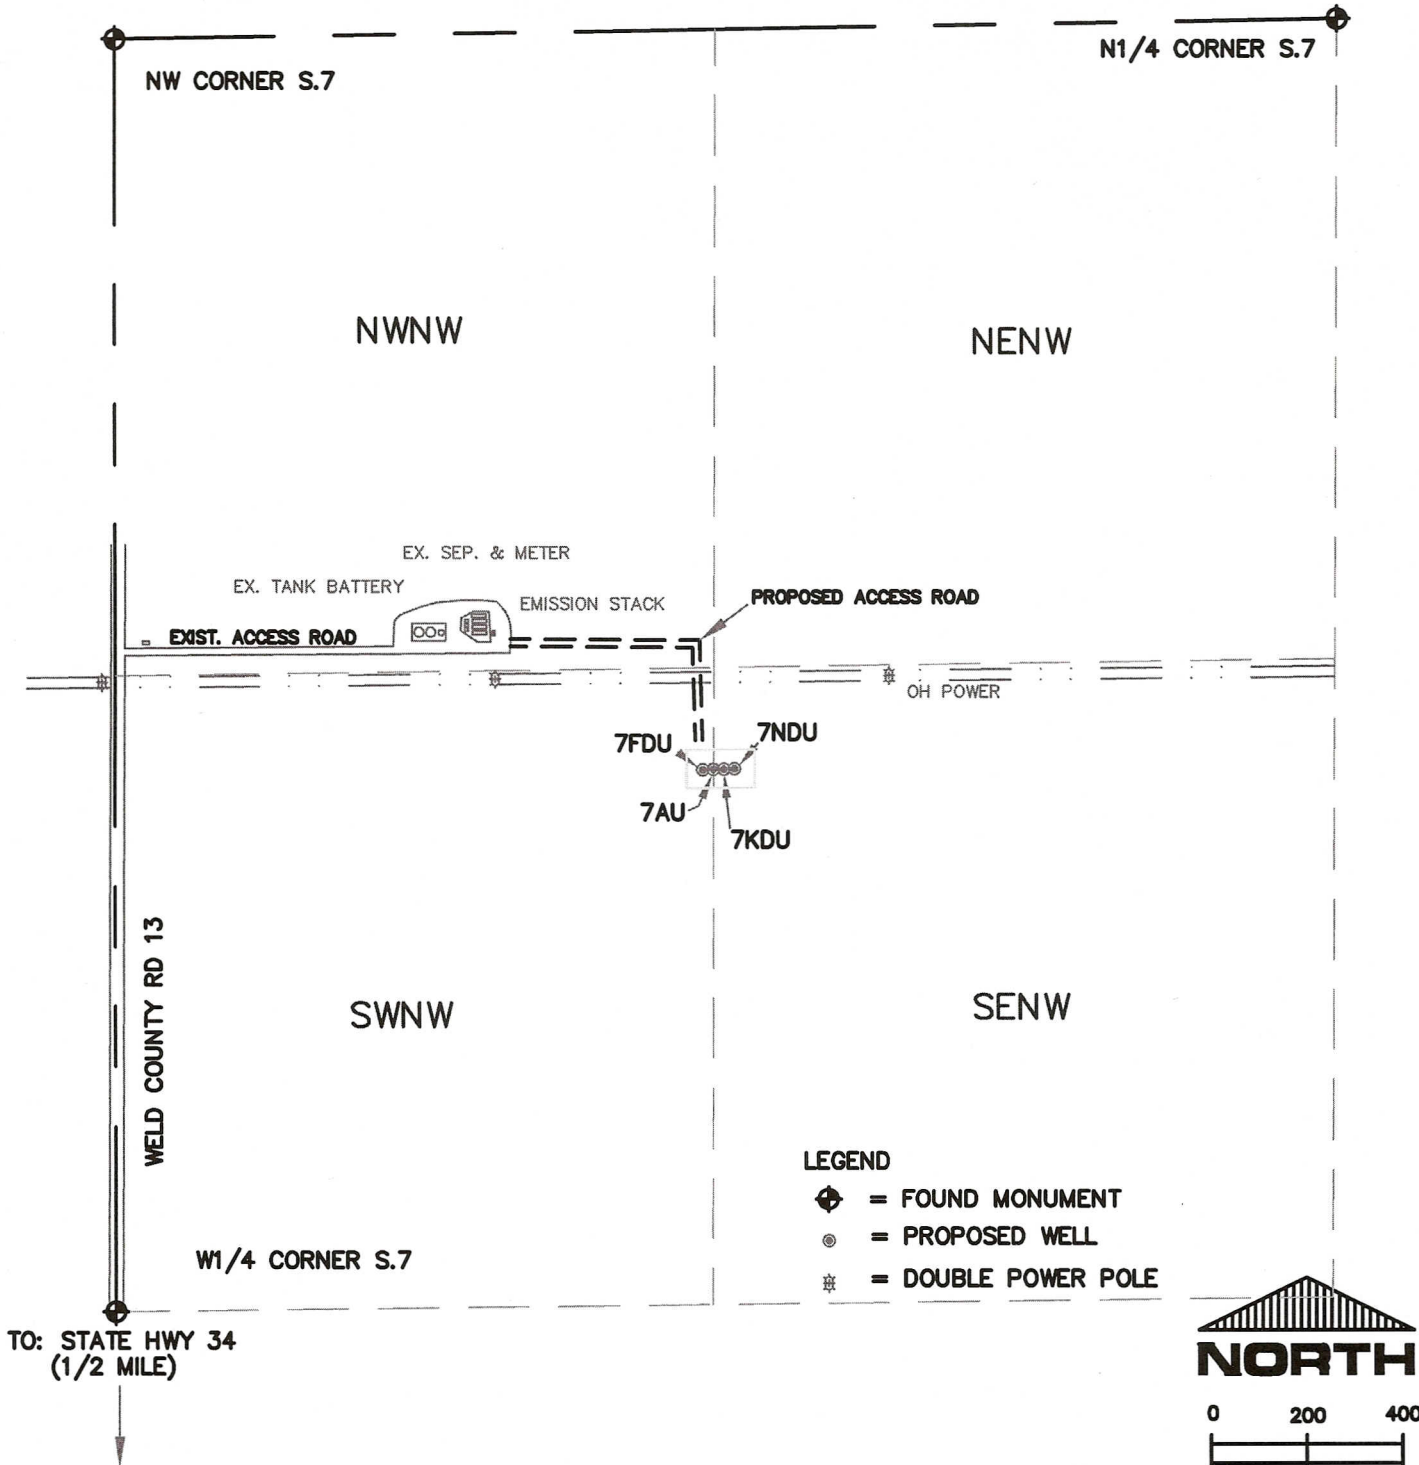 N1/4 CORNER S.7
NW CORNER S.7
NWNW
NENW
EX. SEP. & METER
EX. TANK BATTERY
EMISSION STACK
PROPOSED ACCESS ROAD
EXIST. ACCESS ROAD
OH POWER
7FDU
7NDU
7AU
7KDU
WELD COUNTY RD 13
SWNW
SENW
LEGEND
= FOUND MONUMENT
= PROPOSED WELL
= DOUBLE POWER POLE
W1/4 CORNER S.7
TO: STATE HWY 34
(1/2 MILE)
NORTH
0 200 400